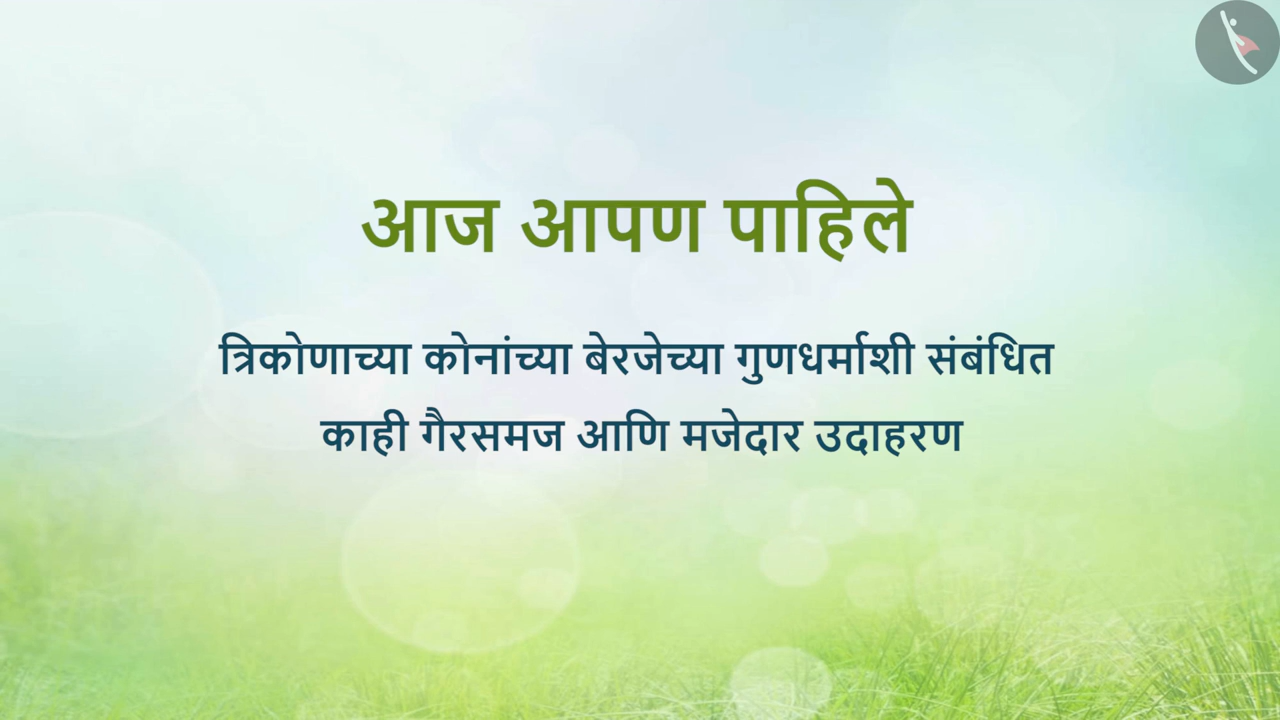 आज आपण पाहिले
त्रिकोणाच्या कोनांच्या बेरजेच्या गुणधर्माशी संबंधित
काही गैरसमज आणि मजेदार उदाहरण